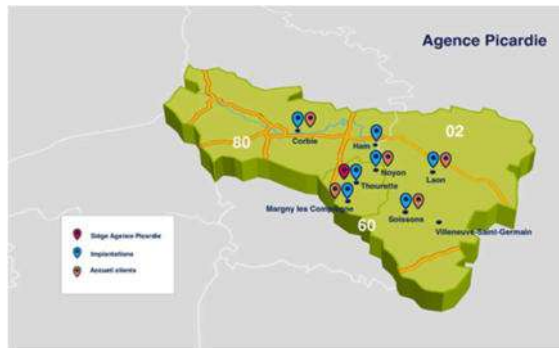 Agence Picardie
02
80
Corbie
Ham
Noyon
Laon
Thourotte
Margny les Compiègne
Soissons
60
Villeneuve-Saint-Germain
Siège Agence Picardie
Implantations
Accueil clients